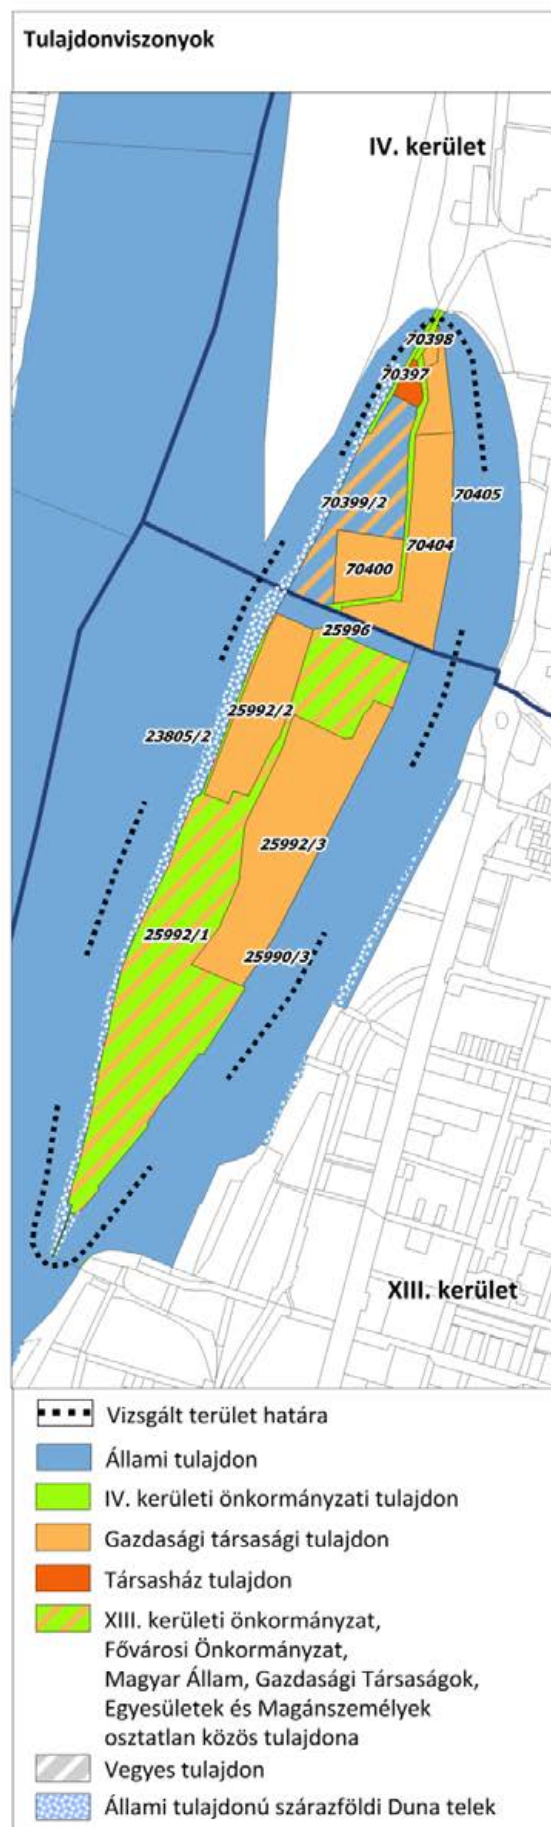 Tulajdonviszonyok
IV. kerület
70398
70397
70399/2
70405
70404
70400
25996
25992/2
23805/2
25992/3
25992/1
25990/3
XIII. kerület
Vizsgált terület határa
Állami tulajdon
IV. kerületi önkormányzati tulajdon
Gazdasági társasági tulajdon
Társasház tulajdon
XIII. kerületi önkormányzat,
Fővárosi Önkormányzat,
Magyar Állam, Gazdasági Társaságok,
Egyesületek és Magánszemélyek
osztatlan közös tulajdona
Vegyes tulajdon
Állami tulajdonú szárazföldi Duna telek